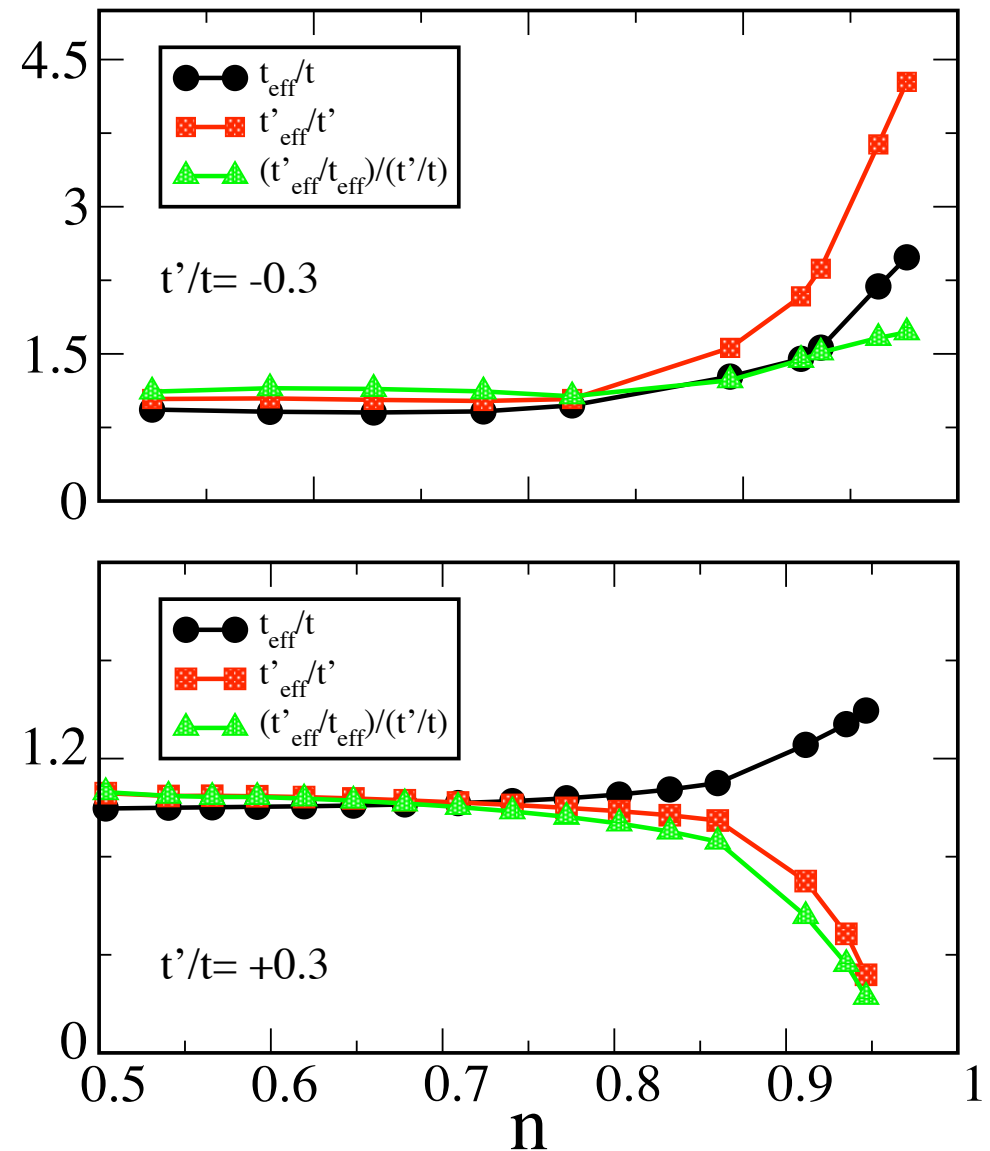 4.5
t_eff/t
t'_eff/t'
(t'_eff/t_eff)/(t'/t)
3
t'/t= -0.3
1.5
0
t_eff/t
t'_eff/t'
(t'_eff/t_eff)/(t'/t)
1.2
t'/t= +0.3
0
0.5 0.6 0.7 0.8 0.9 1
n